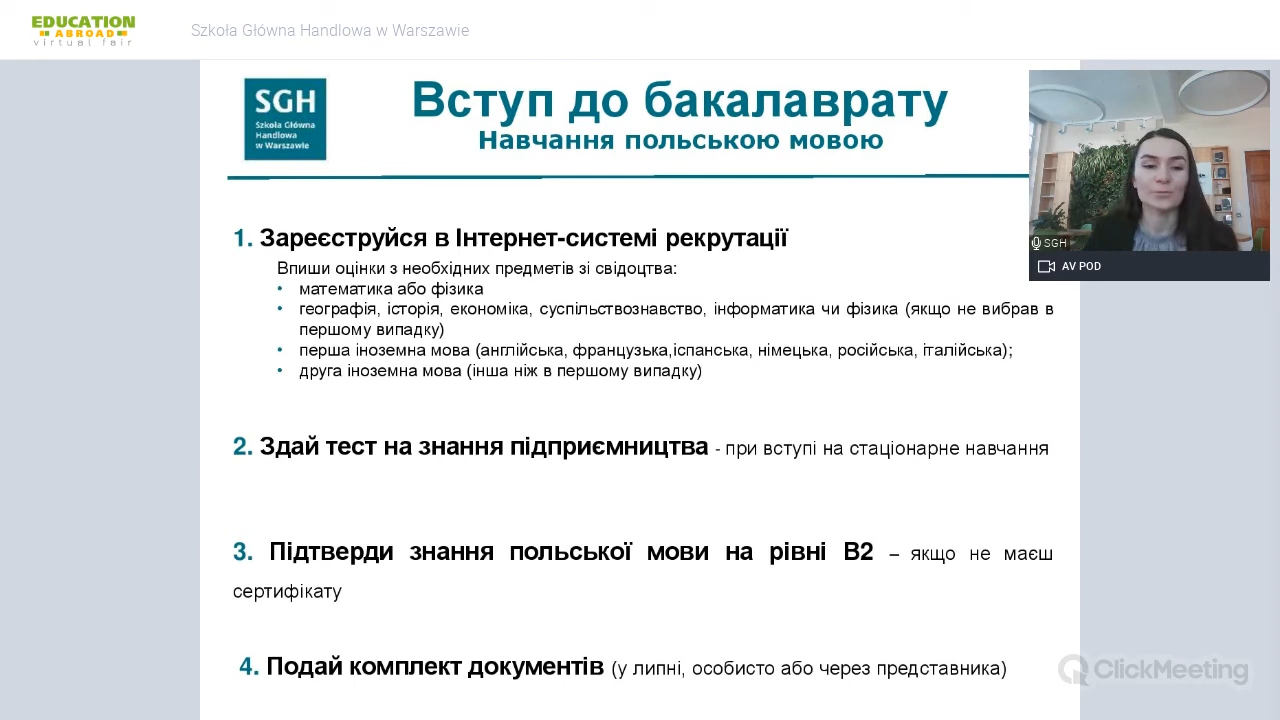 EDUCATION
ABROAD
virtual fair
Szkoła Główna Handlowa w Warszawie
SGH
Szkoła Główna
Handlowa
w Warszawie
Вступ до бакалаврату
Навчання польською мовою
SGH
AV POD
1. Зареєструйся в Інтернет-системі рекрутації
Впиши оцінки з необхідних предметів зі свідоцтва:
• математика або фізика
• географія, історія, економіка, суспільствознавство, інформатика чи фізика (якщо не вибрав в
першому випадку)
• перша іноземна мова (англійська, французька,іспанська, німецька, російська, італійська);
• друга іноземна мова (інша ніж в першому випадку)
2. Здай тест на знання підприємництва - при вступі на стаціонарне навчання
3. Підтверди знання польської мови на рівні В2 – якщо не маєш
сертифікату
4. Подай комплект документів (у липні, особисто або через представника)
ClickMeeting